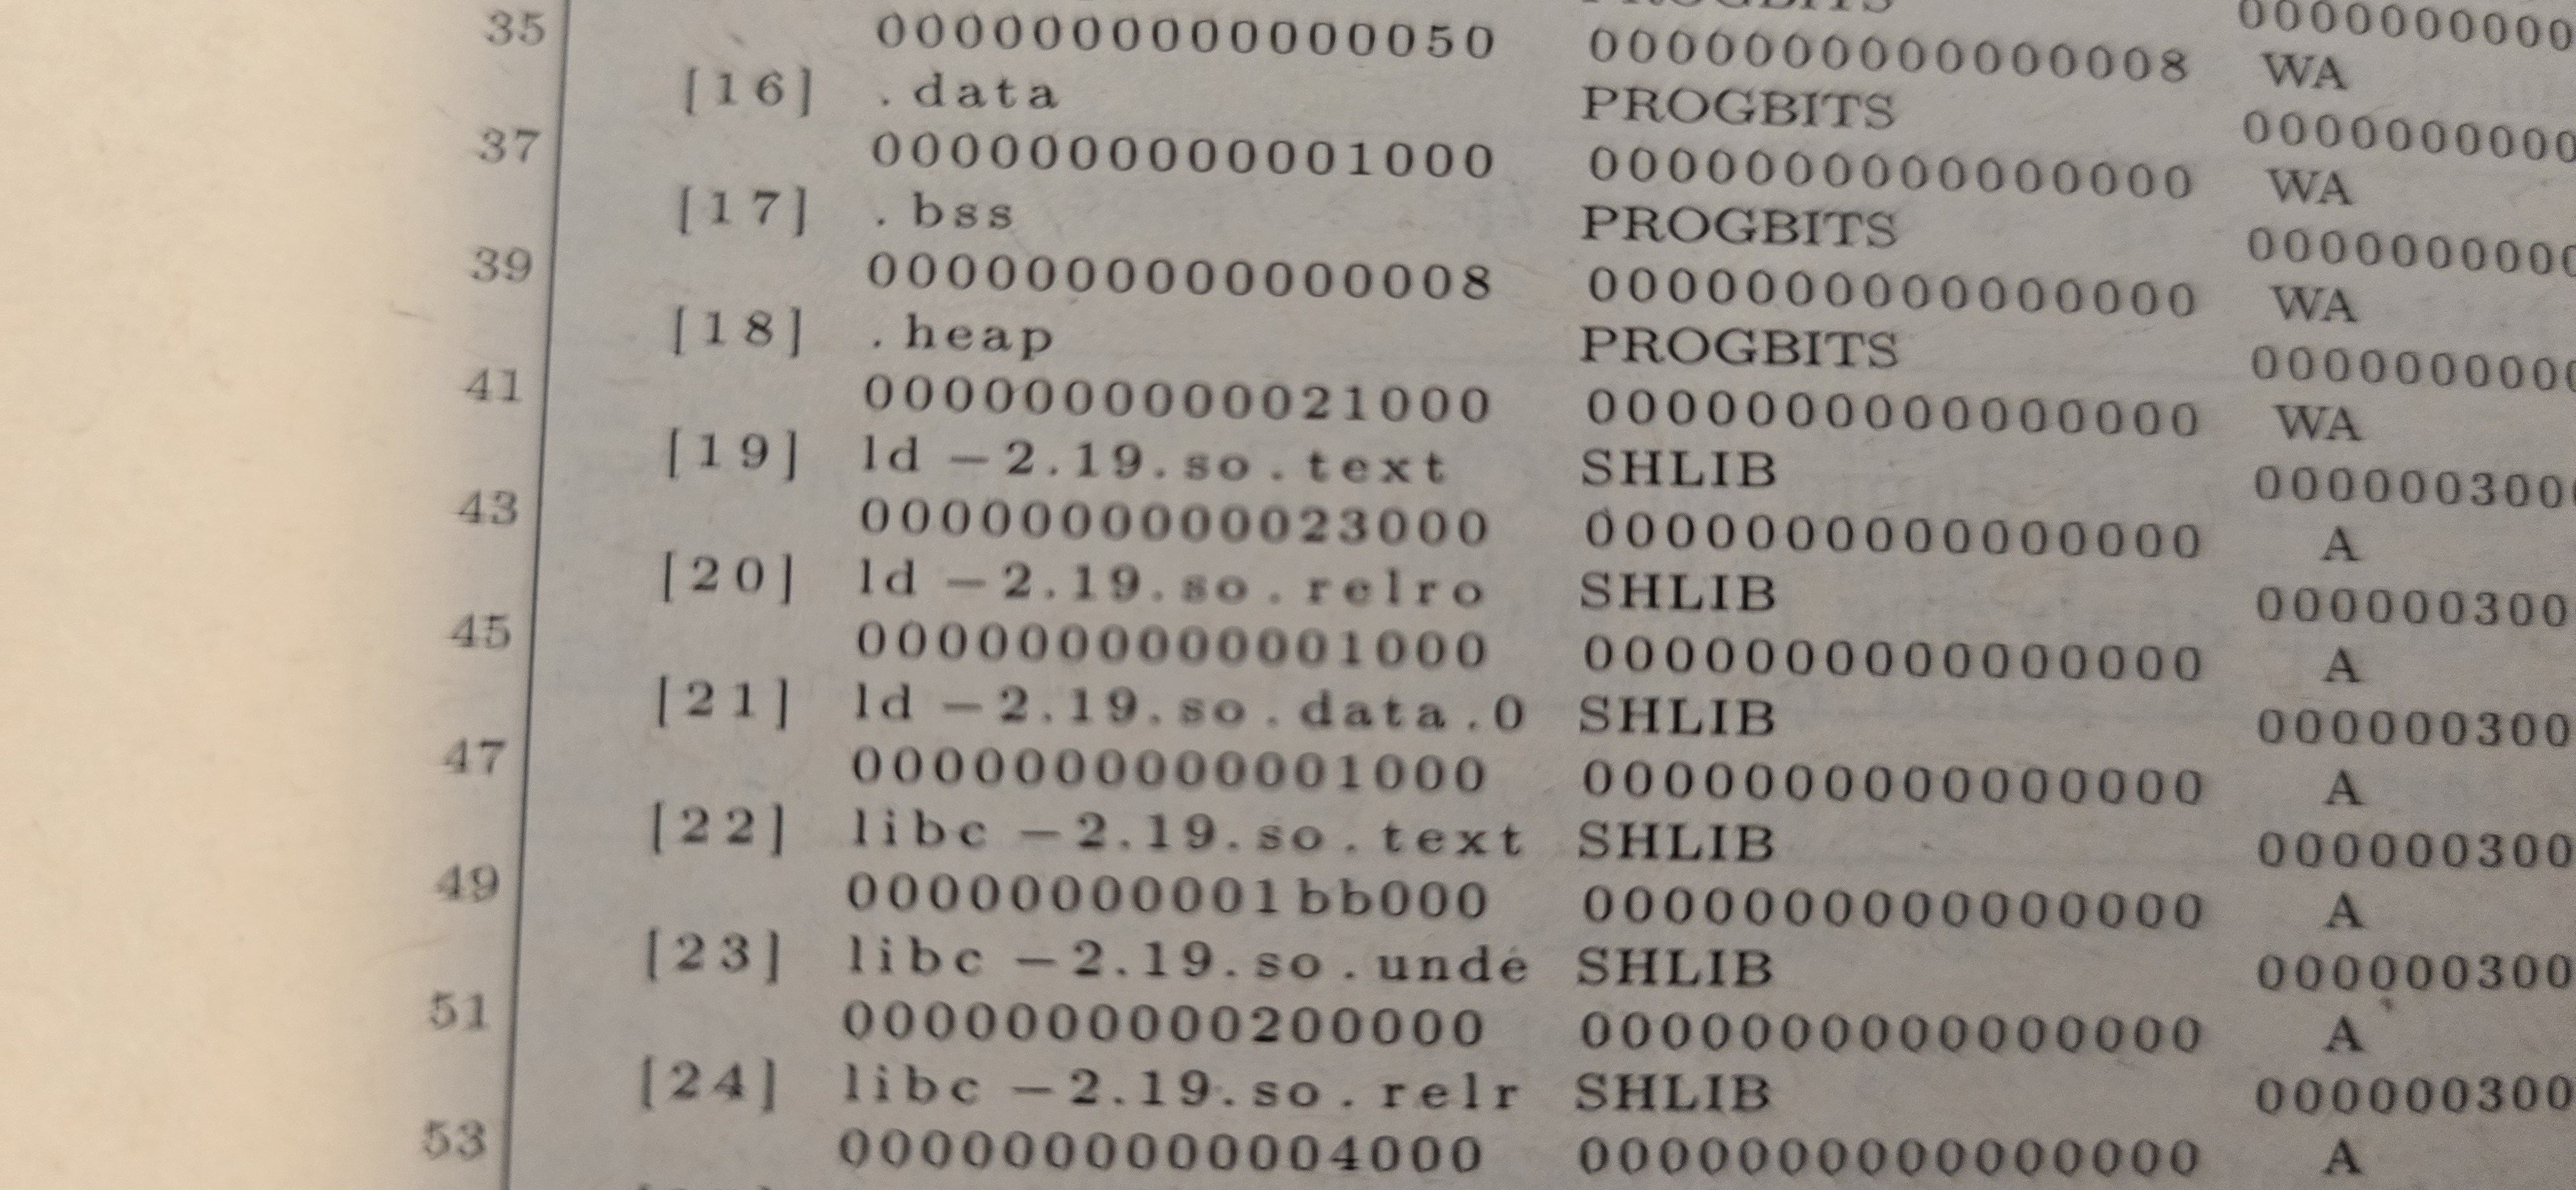 PROGBITS 0000000000
35 0000000000000050 0000000000000008 WA
[16] .data PROGBITS 0000000000
37 0000000000001000 0000000000000000 WA
[17] .bss PROGBITS 0000000000
39 0000000000000008 0000000000000000 WA
[18] .heap PROGBITS 0000000000
41 0000000000021000 0000000000000000 WA
[19] ld-2.19.so.text SHLIB 000000300
43 0000000000023000 0000000000000000 A
[20] ld-2.19.so.relro SHLIB 000000300
45 0000000000001000 0000000000000000 A
[21] ld-2.19.so.data.0 SHLIB 000000300
47 0000000000001000 0000000000000000 A
[22] libc-2.19.so.text SHLIB 000000300
49 00000000001bb000 0000000000000000 A
[23] libc-2.19.so.unde SHLIB 000000300
51 0000000000200000 0000000000000000 A
[24] libc-2.19.so.relr SHLIB 000000300
53 0000000000004000 0000000000000000 A